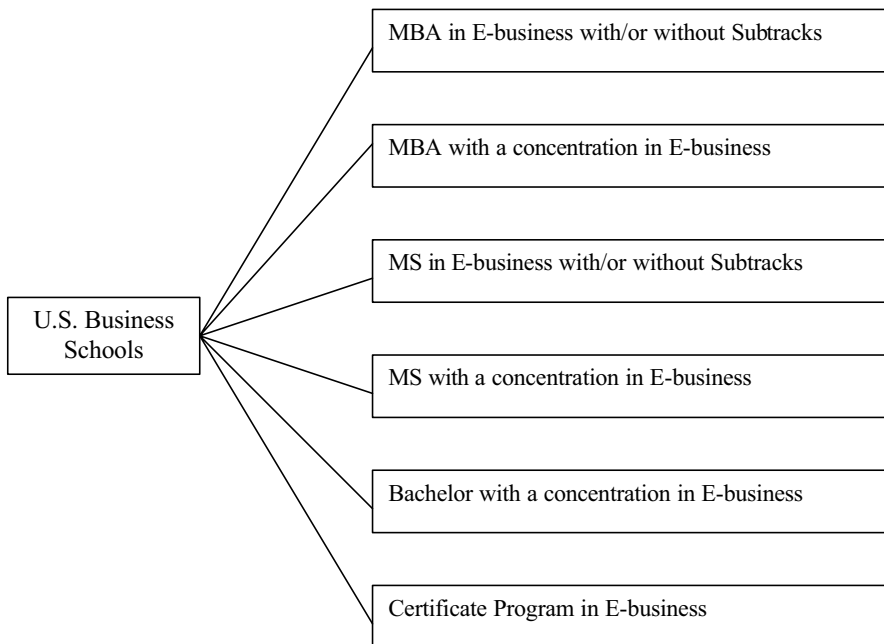 MBA in E-business with/or without Subtracks
MBA with a concentration in E-business
MS in E-business with/or without Subtracks
U.S. Business
Schools
MS with a concentration in E-business
Bachelor with a concentration in E-business
Certificate Program in E-business